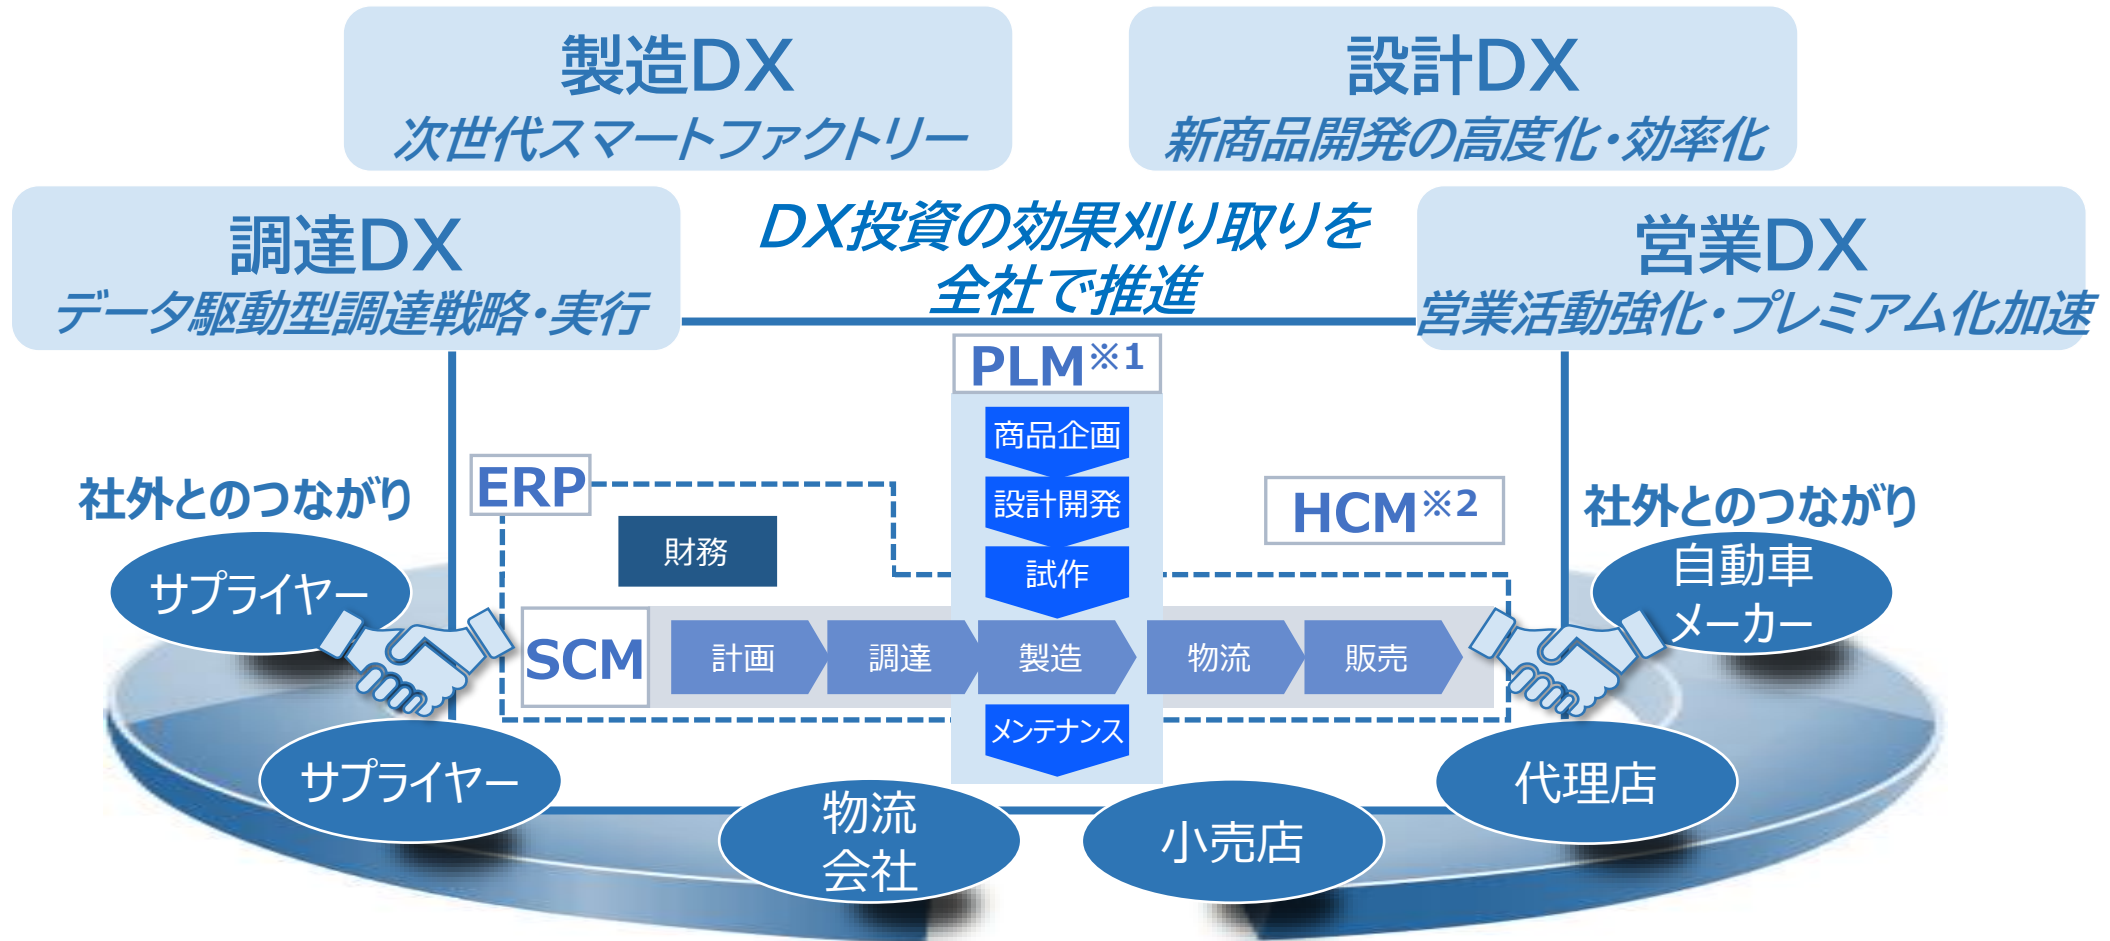 製造DX
次世代スマートファクトリー
設計DX
新商品開発の高度化・効率化
調達DX
データ駆動型調達戦略・実行
DX投資の効果刈り取りを
全社で推進
営業DX
営業活動強化・プレミアム化加速
PLM※1
商品企画
設計開発
試作
ERP
財務
HCM※2
社外とのつながり
サプライヤー
社外とのつながり
自動車
メーカー
SCM
計画
調達
製造
物流
販売
メンテナンス
サプライヤー
物流
会社
小売店
代理店